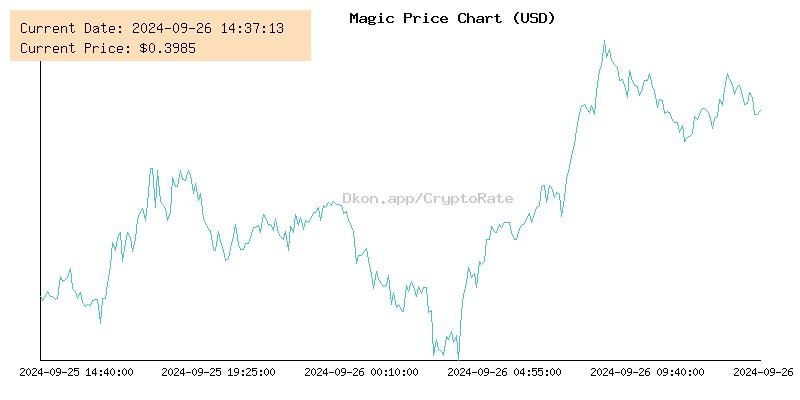 Magic Price Chart (USD)
Current Date: 2024-09-26 14:37:13
Current Price: $0.3985
Dkon.app/CryptoRate
2024-09-25 14:40:00 2024-09-25 19:25:00 2024-09-26 00:10:00 2024-09-26 04:55:00 2024-09-26 09:40:00 2024-09-26